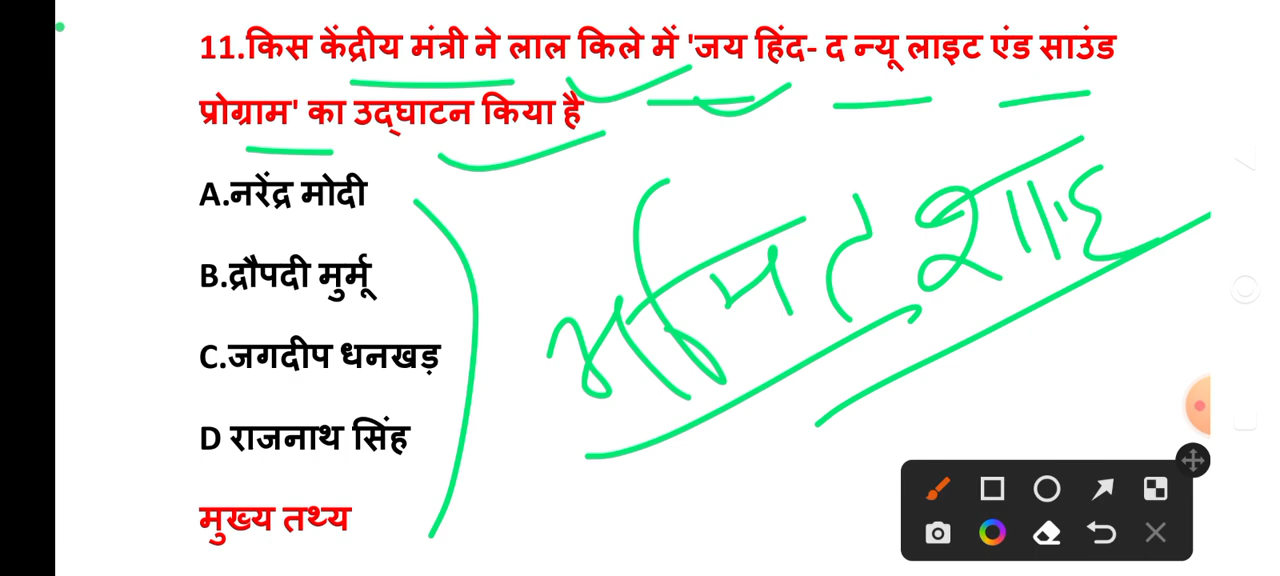 11.किस केंद्रीय मंत्री ने लाल किले में 'जय हिंद- द न्यू लाइट एंड साउंड
प्रोग्राम' का उद्घाटन किया है
A.नरेंद्र मोदी
B.द्रौपदी मुर्मू
C.जगदीप धनखड़
D राजनाथ सिंह
अमित शाह
मुख्य तथ्य